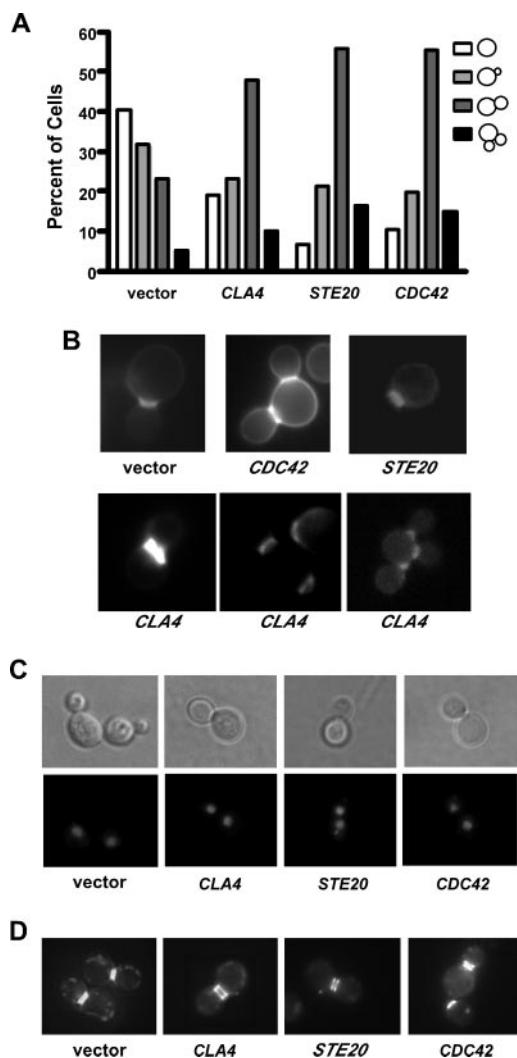 A
Percent of Cells
60
50
40
30
20
10
0
vector CLA4 STE20 CDC42
B
vector CDC42 STE20
CLA4 CLA4 CLA4
C
vector CLA4 STE20 CDC42
D
vector CLA4 STE20 CDC42